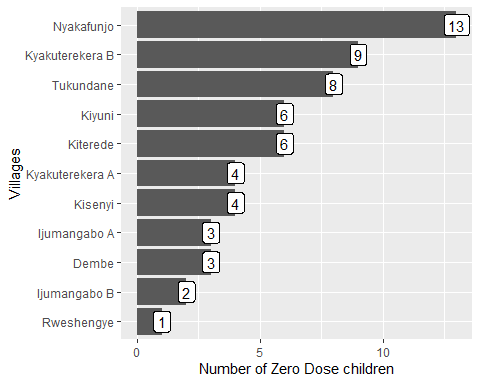 Nyakafunjo 13
Kyakuterekera B 9
Tukundane 8
Kiyuni 6
Kiterede 6
Kyakuterekera A 4
Kisenyi 4
Ijumangabo A 3
Dembe 3
Ijumangabo B 2
Rweshengye 1
Villages
0 5 10
Number of Zero Dose children